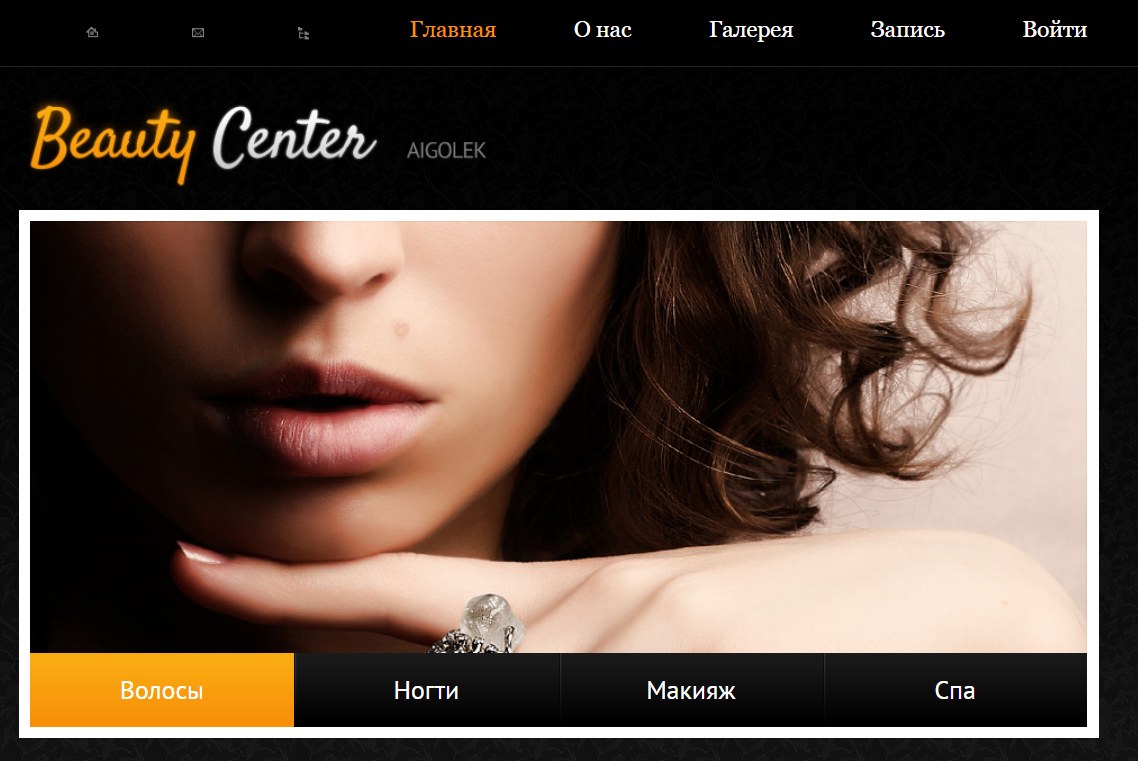 Главная О нас Галерея Запись Войти
Beauty Center AIGOLEK
Волосы Ногти Макияж Спа